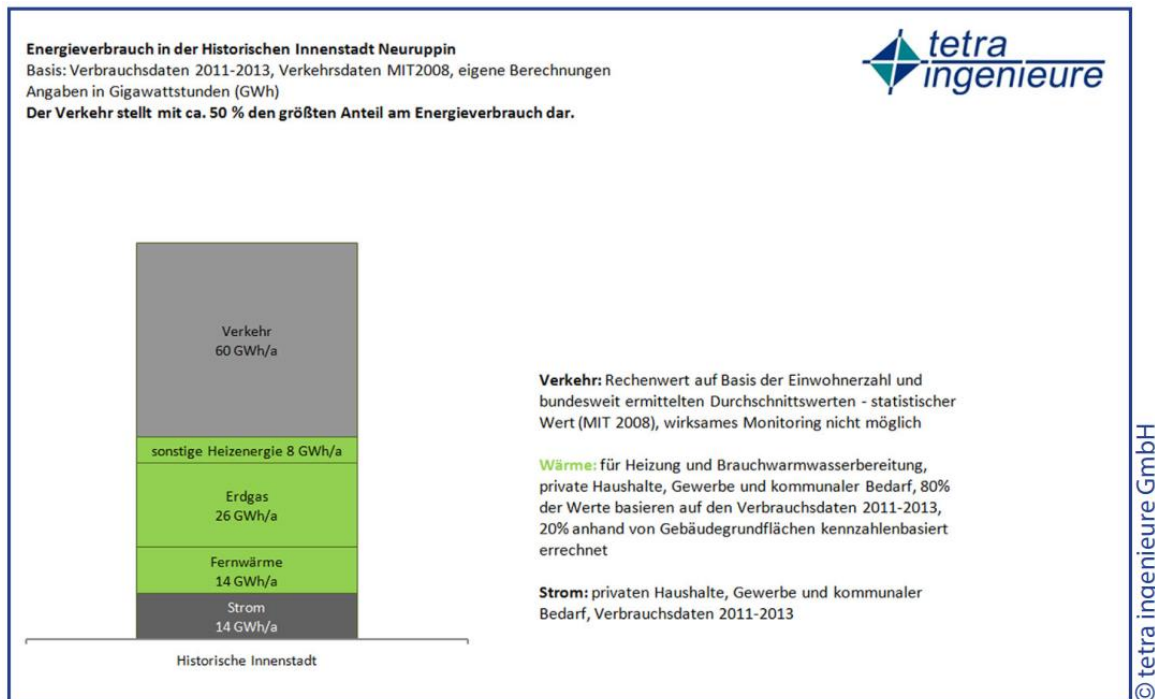 Energieverbrauch in der Historischen Innenstadt Neuruppin
Basis: Verbrauchsdaten 2011-2013, Verkehrsdaten MIT2008, eigene Berechnungen
Angaben in Gigawattstunden (GWh)
Der Verkehr stellt mit ca. 50 % den größten Anteil am Energieverbrauch dar.
tetra
ingenieure
Verkehr
60 GWh/a
sonstige Heizenergie 8 GWh/a
Erdgas
26 GWh/a
Fernwärme
14 GWh/a
Strom
14 GWh/a
Historische Innenstadt
Verkehr: Rechenwert auf Basis der Einwohnerzahl und
bundesweit ermittelten Durchschnittswerten - statistischer
Wert (MIT 2008), wirksames Monitoring nicht möglich
Wärme: für Heizung und Brauchwarmwasserbereitung,
private Haushalte, Gewerbe und kommunaler Bedarf, 80%
der Werte basieren auf den Verbrauchsdaten 2011-2013,
20% anhand von Gebäudegrundflächen kennzahlenbasiert
errechnet
Strom: privaten Haushalte, Gewerbe und kommunaler
Bedarf, Verbrauchsdaten 2011-2013
© tetra ingenieure GmbH